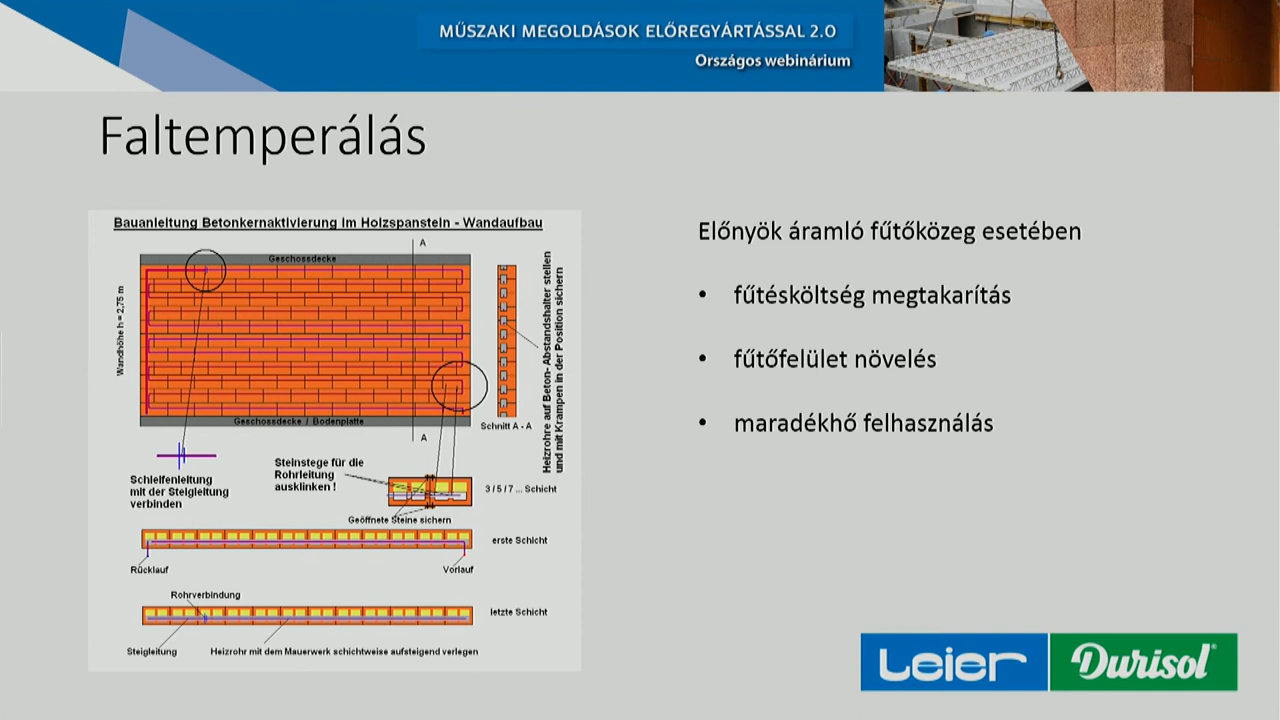 MŰSZAKI MEGOLDÁSOK ELŐREGYÁRTÁSSAL 2.0
Országos webinárium
Faltemperálás
Bauanleitung Betonkernaktivierung im Holzspanstein - Wandaufbau
A
Geschossdecke
Wandhöhe h = 2,75 m
Heizrohre auf Beton- Abstandshalter stellen
und mit Krampen in der Position sichern
Geschossdecke / Bodenplatte
Schnitt A - A
A
Schleifenleitung
mit der Steigleitung
verbinden
Steinstege für die
Rohrleitung
ausklinken !
3 / 5 / 7 ... Schicht
Geöffnete Steine sichern
erste Schicht
Rücklauf
Vorlauf
Rohrverbindung
letzte Schicht
Steigleitung
Heizrohr mit dem Mauerwerk schichtweise aufsteigend verlegen
Előnyök áramló fűtőközeg esetében
• fűtésköltség megtakarítás
• fűtőfelület növelés
• maradékhő felhasználás
Leier
Durisol®